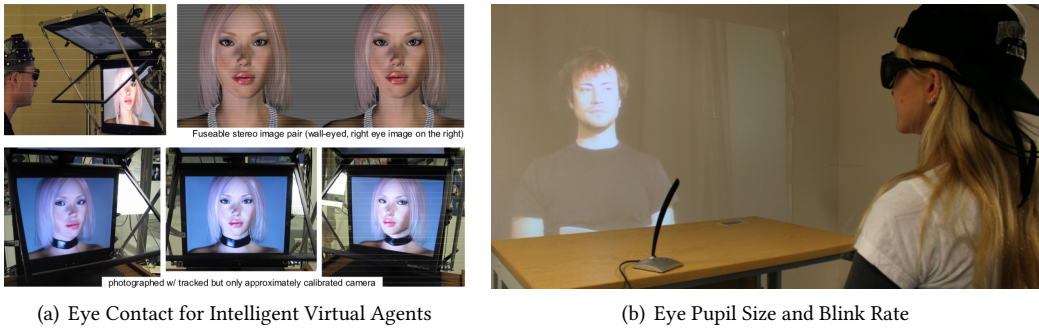 Fuseable stereo image pair (wall-eyed, right eye image on the right)
photographed w/ tracked but only approximately calibrated camera
(a) Eye Contact for Intelligent Virtual Agents
(b) Eye Pupil Size and Blink Rate